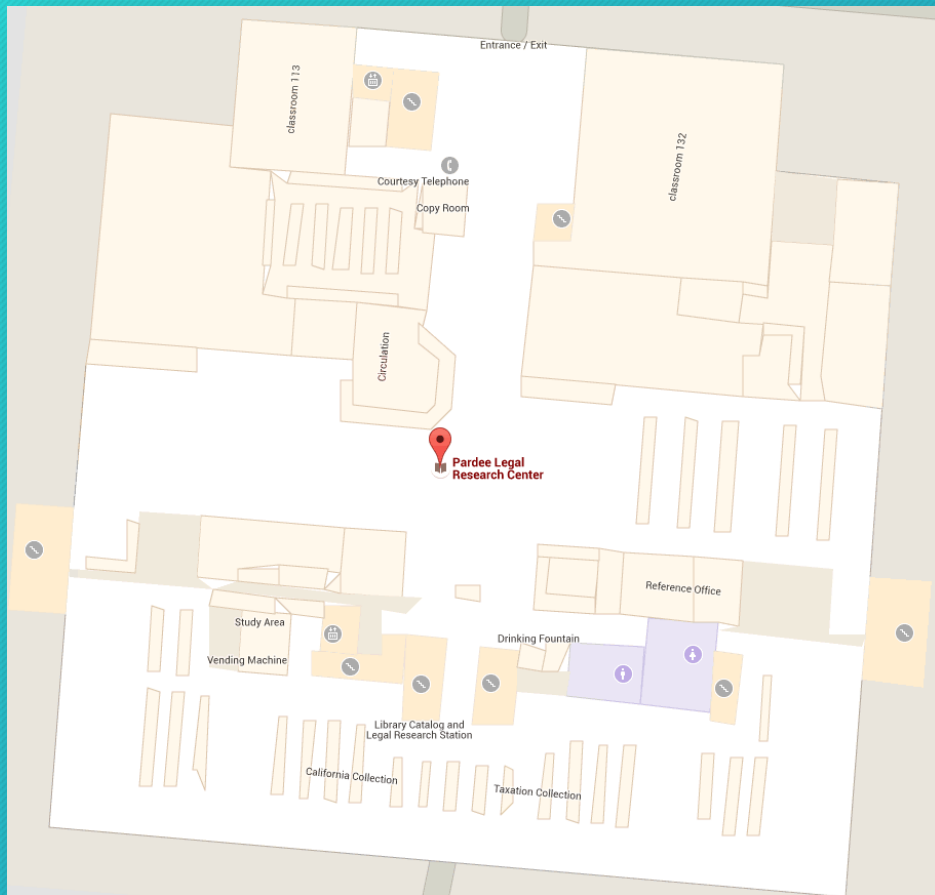 Entrance / Exit
classroom 113
classroom 132
Courtesy Telephone
Copy Room
Circulation
Pardee Legal
Research Center
Reference Office
Study Area
Drinking Fountain
Vending Machine
Library Catalog and
Legal Research Station
California Collection
Taxation Collection